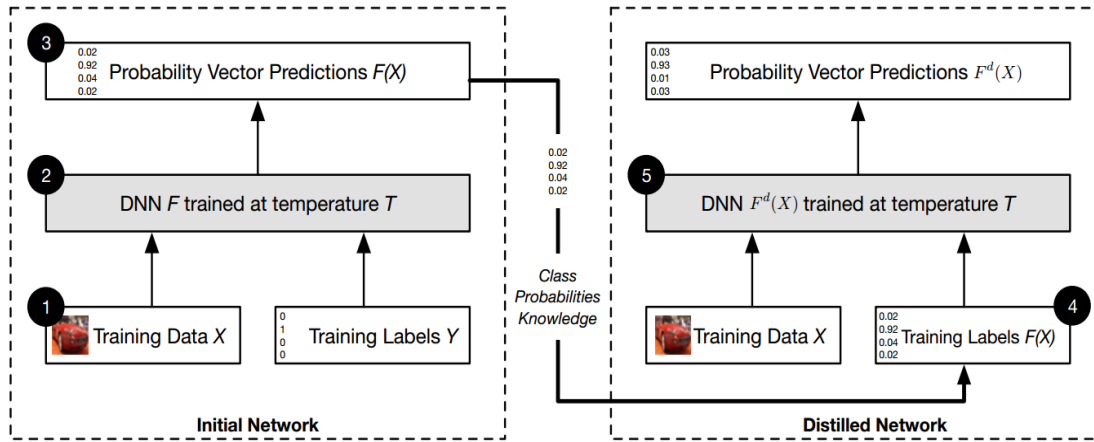 3
0.02
0.92
0.04
0.02
Probability Vector Predictions F(X)
2
DNN F trained at temperature T
1
Training Data X
0
1
0
0
Training Labels Y
Initial Network
0.02
0.92
0.04
0.02
Class
Probabilities
Knowledge
0.03
0.93
0.01
0.03
Probability Vector Predictions F^d(X)
5
DNN F^d(X) trained at temperature T
Training Data X
4
0.02
0.92
0.04
0.02
Training Labels F(X)
Distilled Network